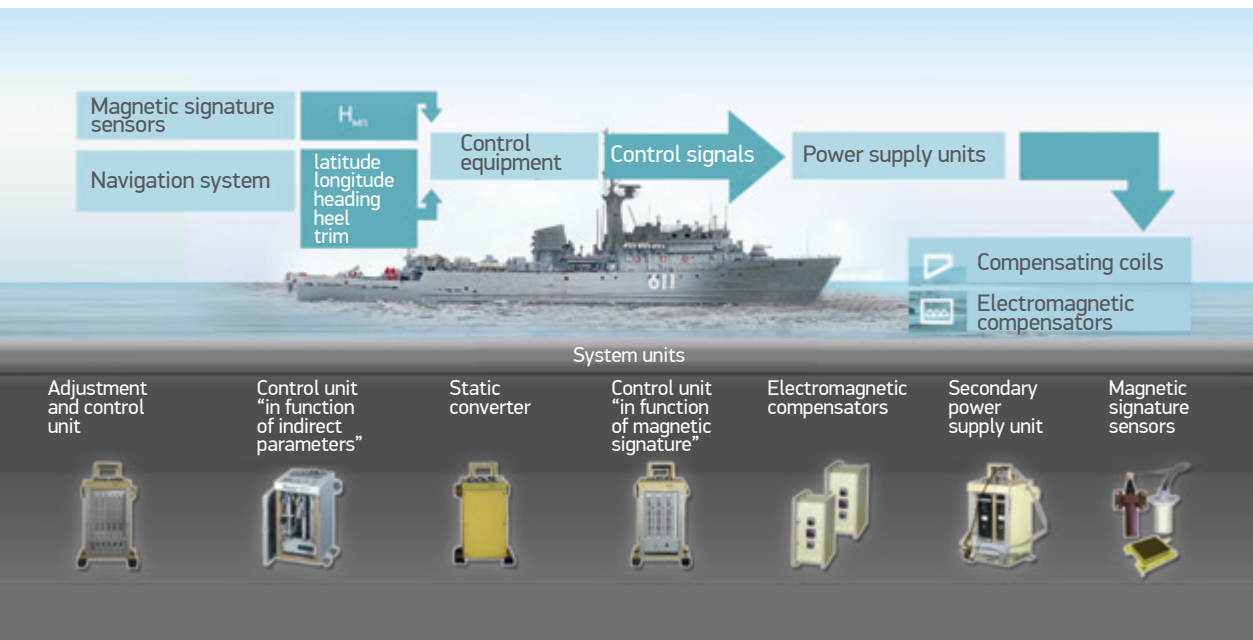 Magnetic signature
sensors
Hмп
Navigation system
latitude
longitude
heading
heel
trim
Control
equipment
Control signals
Power supply units
Compensating coils
Electromagnetic
compensators
611
System units
Adjustment
and control
unit
Control unit
“in function
of indirect
parameters”
Static
converter
Control unit
“in function
of magnetic
signature”
Electromagnetic
compensators
Secondary
power
supply unit
Magnetic
signature
sensors